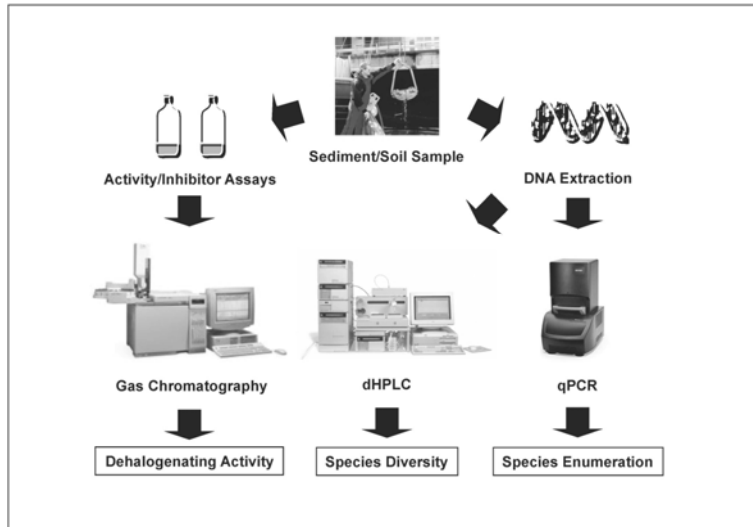 Sediment/Soil Sample
Activity/Inhibitor Assays
DNA Extraction
Gas Chromatography
dHPLC
qPCR
Dehalogenating Activity
Species Diversity
Species Enumeration